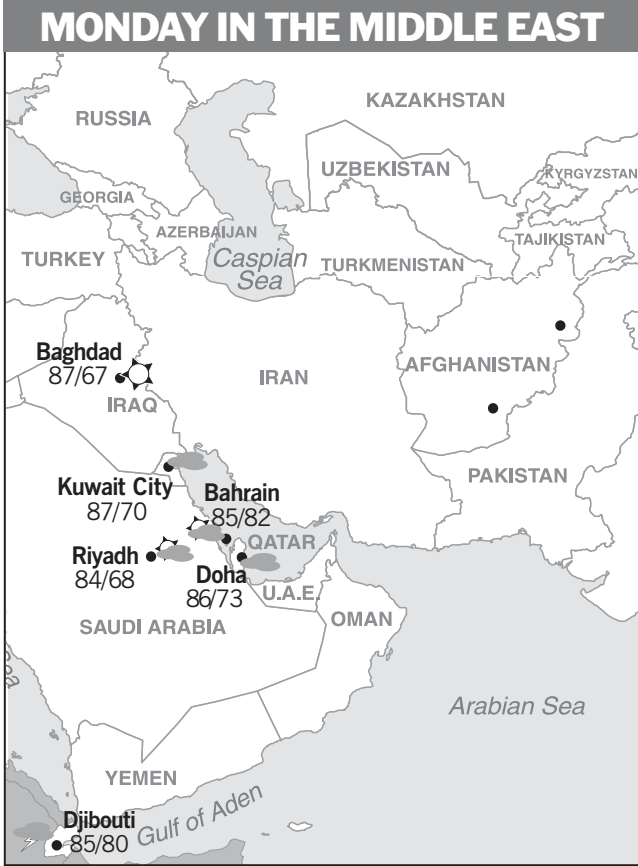 MONDAY IN THE MIDDLE EAST
KAZAKHSTAN
RUSSIA
UZBEKISTAN
KYRGYZSTAN
GEORGIA
AZERBAIJAN
TAJIKISTAN
TURKEY
Caspian
Sea
TURKMENISTAN
Baghdad
87/67
IRAQ
IRAN
AFGHANISTAN
PAKISTAN
Kuwait City
87/70
Bahrain
85/82
QATAR
Riyadh
84/68
Doha
86/73
U.A.E.
OMAN
SAUDI ARABIA
Arabian Sea
YEMEN
Gulf of Aden
Djibouti
85/80